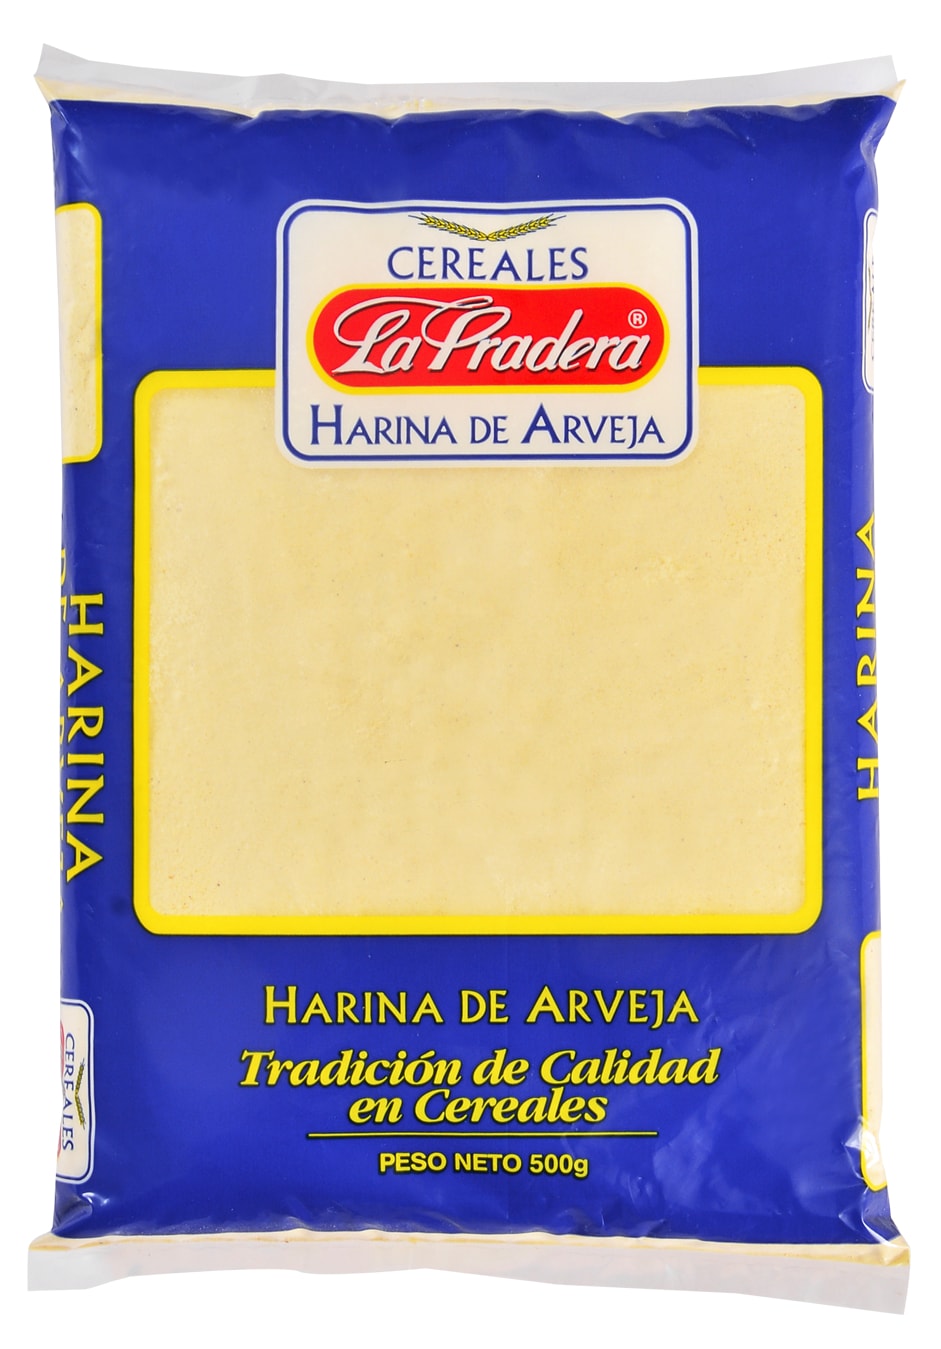 CEREALES
La Pradera®
HARINA DE ARVEJA
HARINA
HARINA
HARINA DE ARVEJA
Tradición de Calidad
en Cereales
PESO NETO 500g
CEREALES